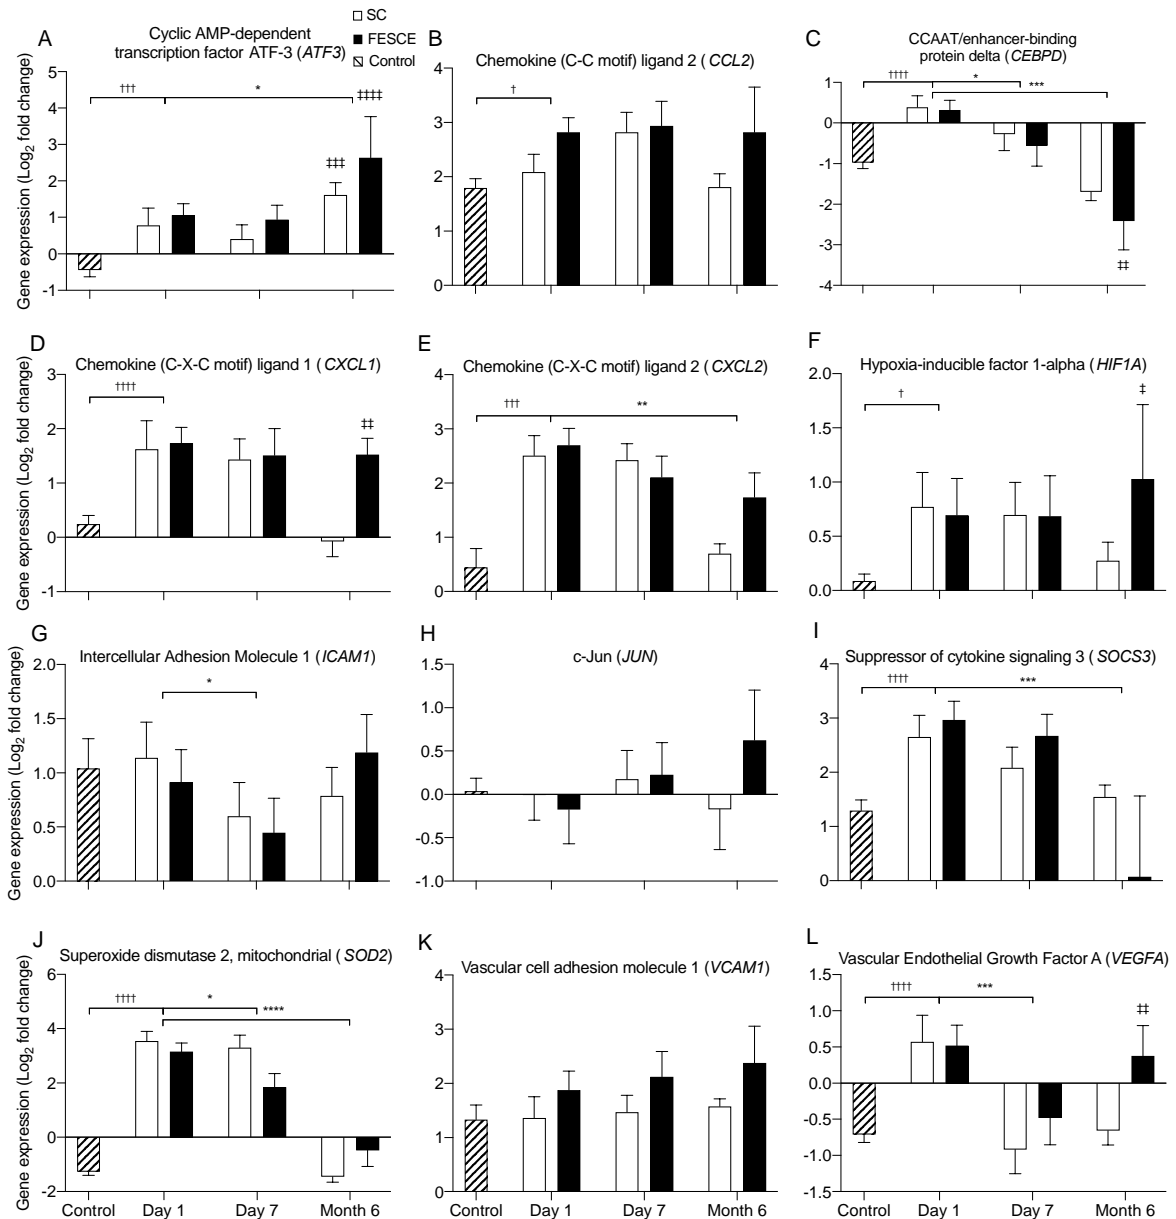 SC
FESCE
Control
A
Cyclic AMP-dependent
transcription factor ATF-3 (ATF3)
Gene expression (Log2 fold change)
5
4
3
2
1
0
-1
†††
*
‡‡‡
‡‡‡‡
B
Chemokine (C-C motif) ligand 2 (CCL2)
4
3
2
1
0
†
C
CCAAT/enhancer-binding
protein delta (CEBPD)
1
0
-1
-2
-3
-4
††††
*
***
‡‡
D
Chemokine (C-X-C motif) ligand 1 (CXCL1)
Gene expression (Log2 fold change)
3
2
1
0
-1
††††
‡‡
E
Chemokine (C-X-C motif) ligand 2 (CXCL2)
4
3
2
1
0
†††
**
F
Hypoxia-inducible factor 1-alpha (HIF1A)
2.0
1.5
1.0
0.5
0.0
†
‡
G
Intercellular Adhesion Molecule 1 (ICAM1)
Gene expression (Log2 fold change)
2.0
1.5
1.0
0.5
0.0
*
H
c-Jun (JUN)
1.5
1.0
0.5
0.0
-0.5
-1.0
I
Suppressor of cytokine signaling 3 (SOCS3)
4
3
2
1
0
††††
***
J
Superoxide dismutase 2, mitochondrial (SOD2)
Gene expression (Log2 fold change)
6
4
2
0
-2
††††
*
****
Control Day 1 Day 7 Month 6
K
Vascular cell adhesion molecule 1 (VCAM1)
4
3
2
1
0
Control Day 1 Day 7 Month 6
L
Vascular Endothelial Growth Factor A (VEGFA)
1.5
1.0
0.5
0.0
-0.5
-1.0
-1.5
††††
***
‡‡
Control Day 1 Day 7 Month 6